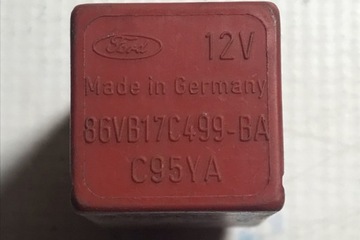 Ford 12V
Made in Germany
86VB17C499-BA
C95YA